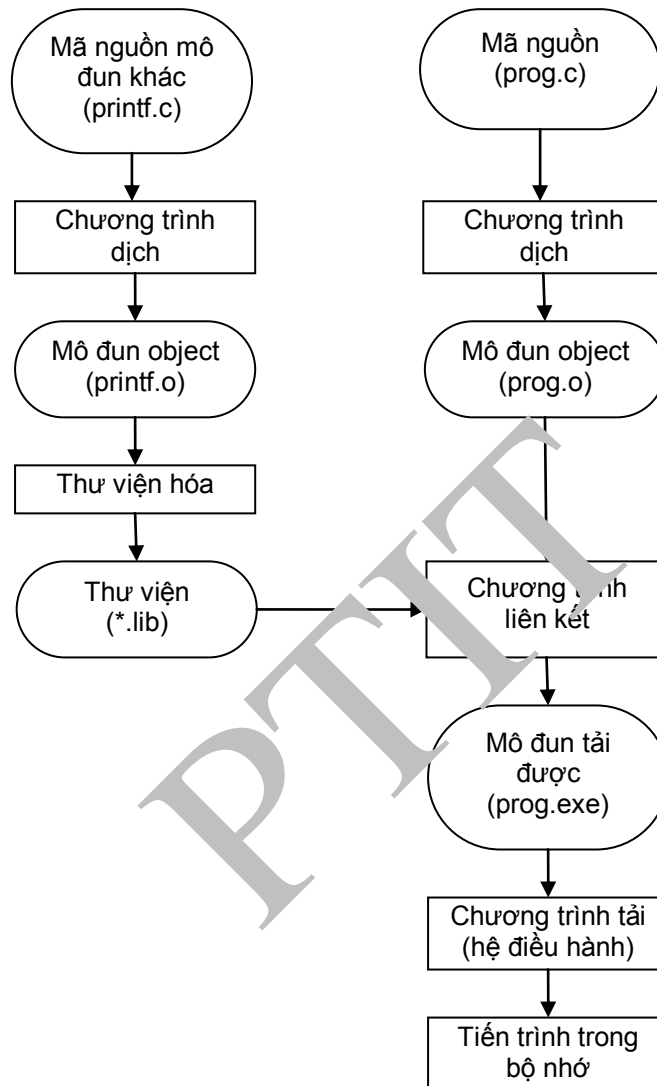 Mã nguồn mô
đun khác
(printf.c)
Chương trình
dịch
Mô đun object
(printf.o)
Thư viện hóa
Thư viện
(*.lib)
Mã nguồn
(prog.c)
Chương trình
dịch
Mô đun object
(prog.o)
Chương trình
liên kết
Mô đun tải
được
(prog.exe)
Chương trình tải
(hệ điều hành)
Tiến trình trong
bộ nhớ
PTIT